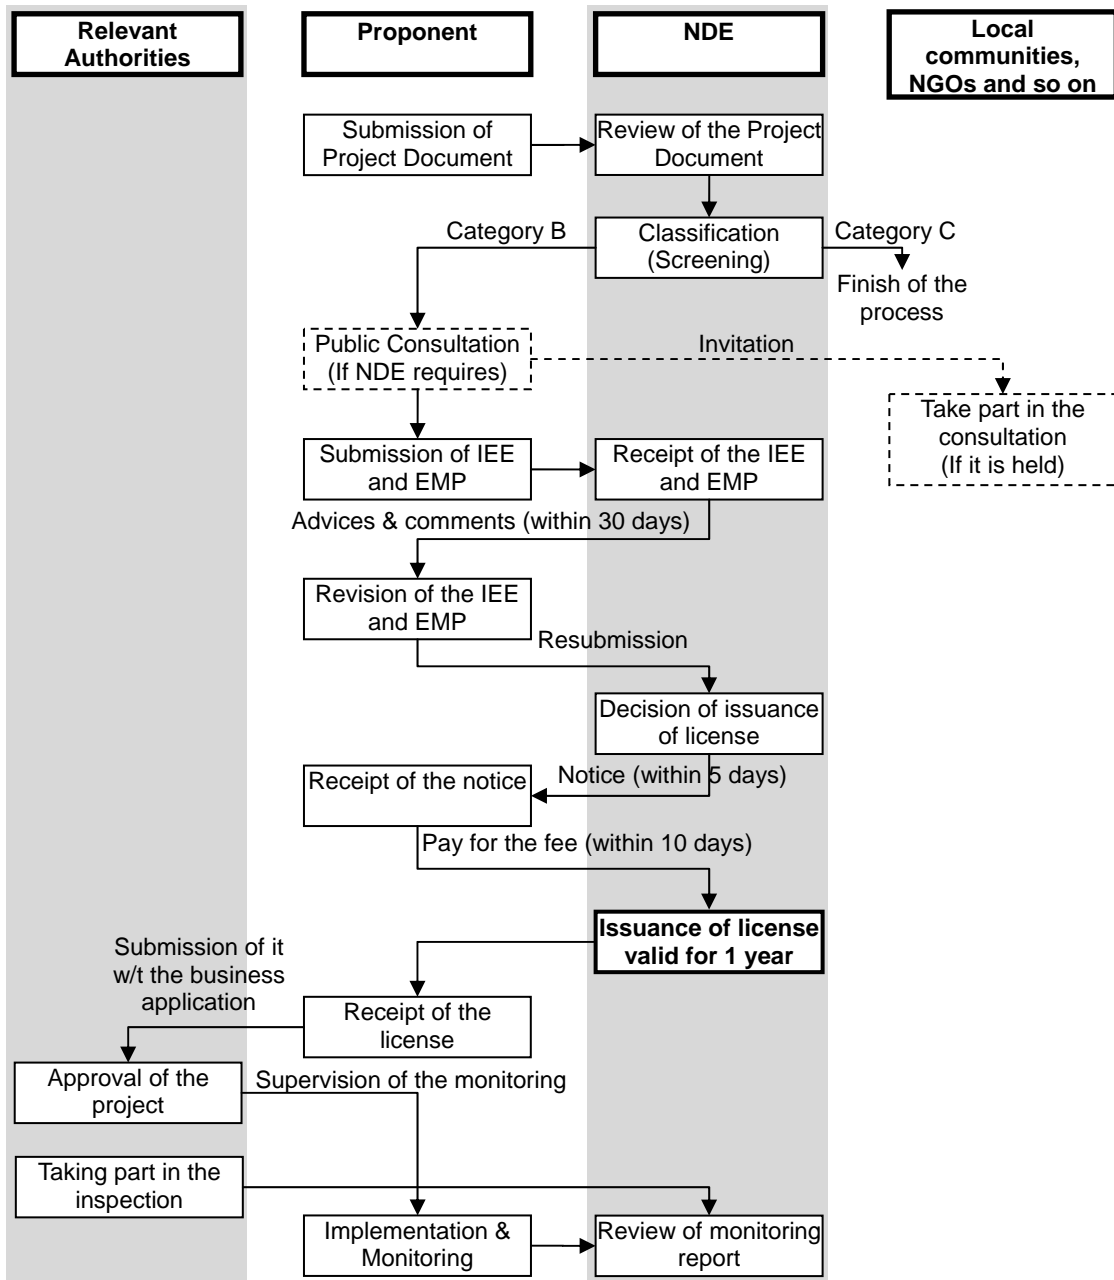 Relevant
Authorities
Proponent
NDE
Local
communities,
NGOs and so on
Submission of
Project Document
Review of the Project
Document
Category B
Classification
(Screening)
Category C
Finish of the
process
Public Consultation
(If NDE requires)
Invitation
Take part in the
consultation
(If it is held)
Submission of IEE
and EMP
Receipt of the IEE
and EMP
Advices & comments (within 30 days)
Revision of the IEE
and EMP
Resubmission
Decision of issuance
of license
Receipt of the notice
Notice (within 5 days)
Pay for the fee (within 10 days)
Issuance of license
valid for 1 year
Submission of it
w/t the business
application
Receipt of the
license
Approval of the
project
Supervision of the monitoring
Taking part in the
inspection
Implementation &
Monitoring
Review of monitoring
report